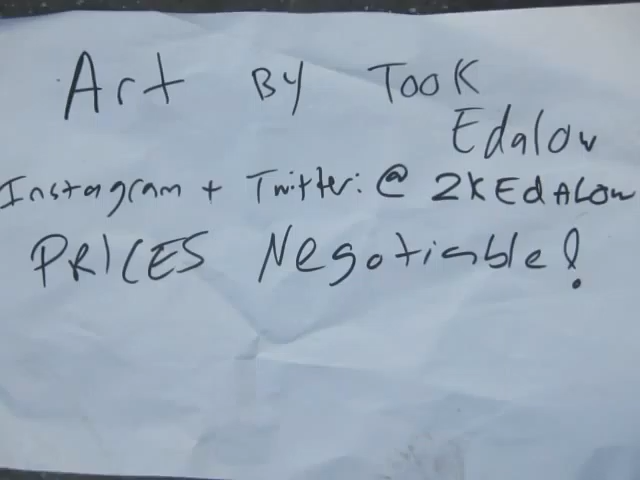 Art By Took
Edalow
Instagram + Twitter: @ 2KEdALow
PRICES Negotiable!